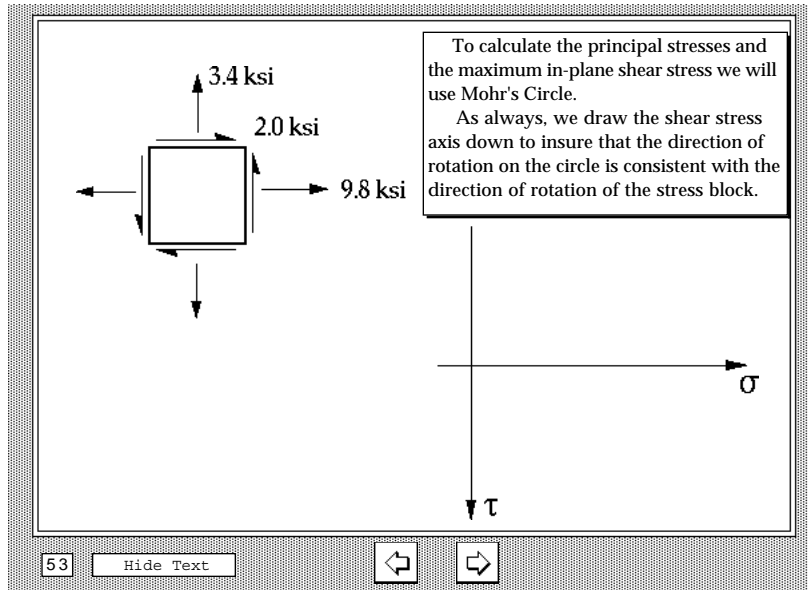 3.4 ksi
2.0 ksi
9.8 ksi
To calculate the principal stresses and
the maximum in-plane shear stress we will
use Mohr's Circle.
As always, we draw the shear stress
axis down to insure that the direction of
rotation on the circle is consistent with the
direction of rotation of the stress block.
σ
τ
53
Hide Text